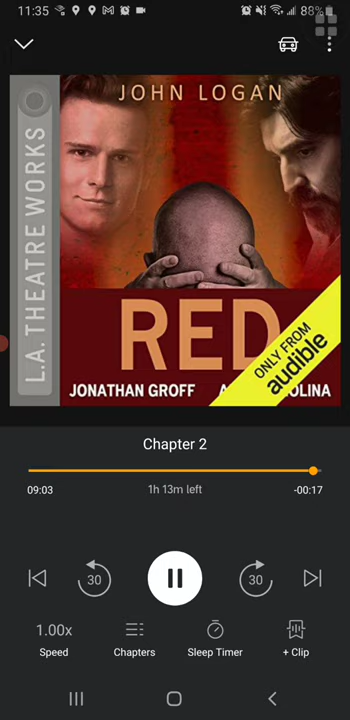 11:35
88%
JOHN LOGAN
L.A. THEATRE WORKS
RED
ONLY FROM
audible
JONATHAN GROFF
Chapter 2
09:03
1h 13m left
-00:17
30
30
1.00x
Speed
Chapters
Sleep Timer
+ Clip